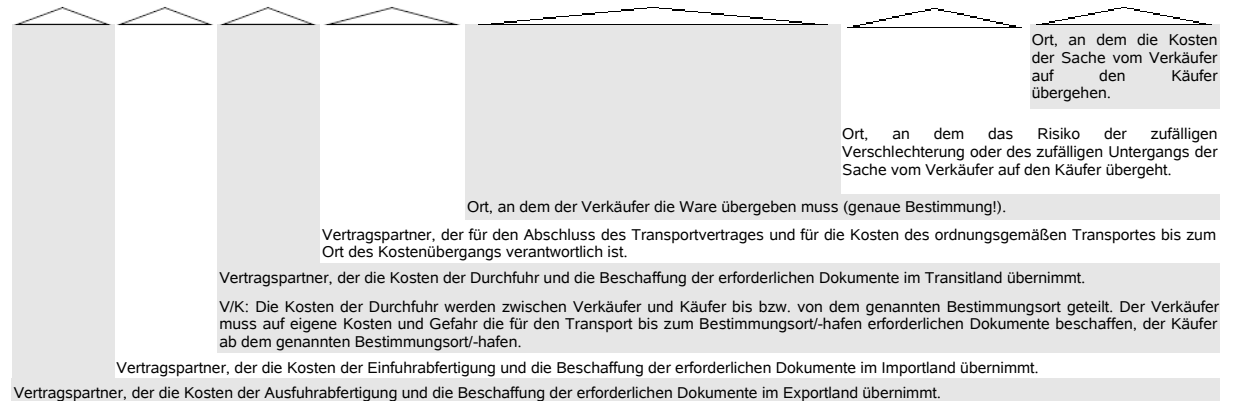 Ort, an dem die Kosten
der Sache vom Verkäufer
auf den Käufer
übergehen.
Ort, an dem das Risiko der zufälligen
Verschlechterung oder des zufälligen Untergangs der
Sache vom Verkäufer auf den Käufer übergeht.
Ort, an dem der Verkäufer die Ware übergeben muss (genaue Bestimmung!).
Vertragspartner, der für den Abschluss des Transportvertrages und für die Kosten des ordnungsgemäßen Transportes bis zum
Ort des Kostenübergangs verantwortlich ist.
Vertragspartner, der die Kosten der Durchfuhr und die Beschaffung der erforderlichen Dokumente im Transitland übernimmt.
V/K: Die Kosten der Durchfuhr werden zwischen Verkäufer und Käufer bis bzw. von dem genannten Bestimmungsort geteilt. Der Verkäufer
muss auf eigene Kosten und Gefahr die für den Transport bis zum Bestimmungsort/-hafen erforderlichen Dokumente beschaffen, der Käufer
ab dem genannten Bestimmungsort/-hafen.
Vertragspartner, der die Kosten der Einfuhrabfertigung und die Beschaffung der erforderlichen Dokumente im Importland übernimmt.
Vertragspartner, der die Kosten der Ausfuhrabfertigung und die Beschaffung der erforderlichen Dokumente im Exportland übernimmt.